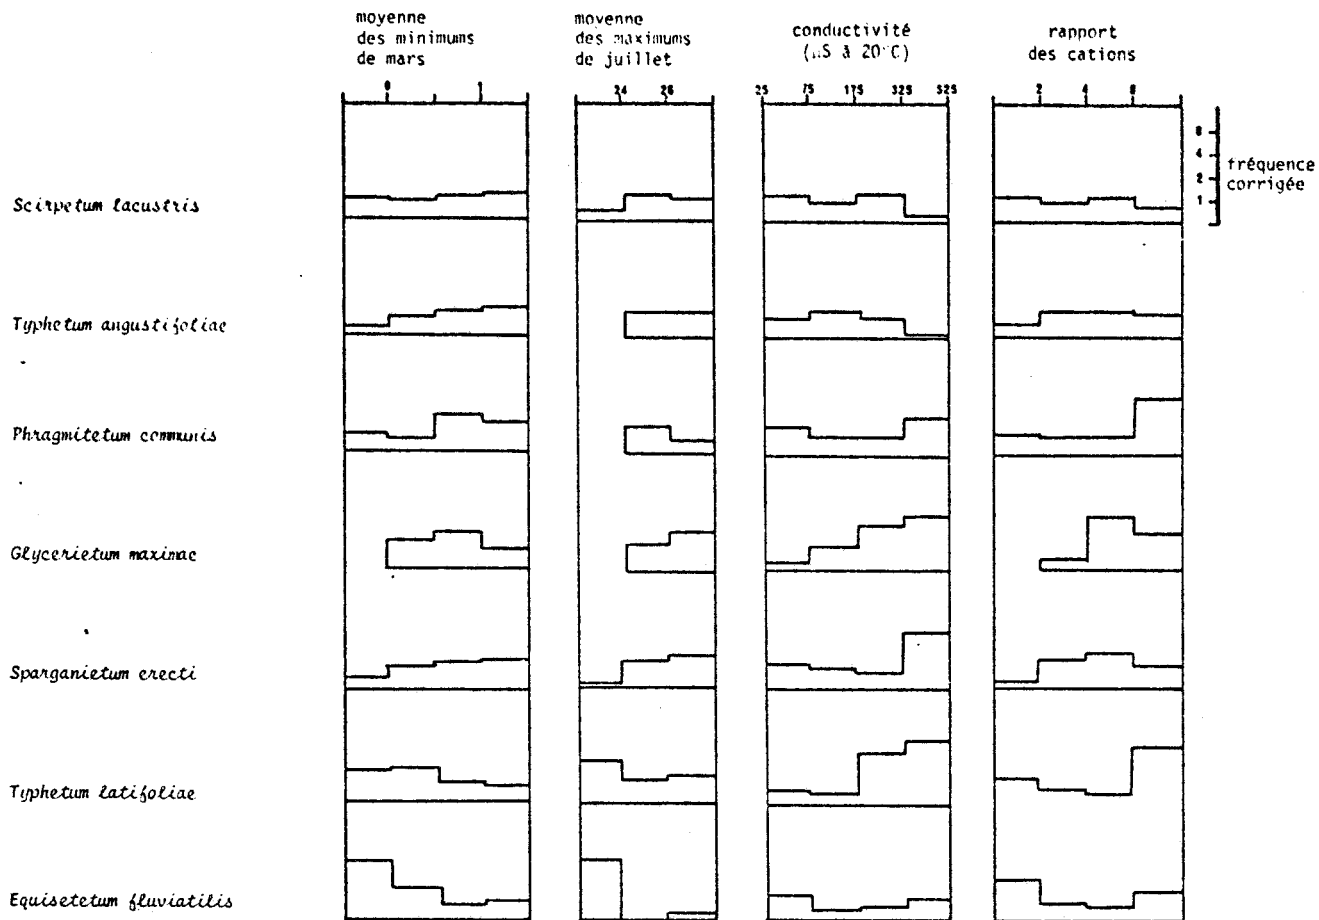 moyenne
des minimums
de mars
moyenne
des maximums
de juillet
conductivité
(µS à 20°C)
rapport
des cations
0 1
24 26
25 75 175 325 525
2 4 8
8
4
2
1
fréquence
corrigée
Scirpetum lacustris
Typhetum angustifoliae
Phragmitetum communis
Glycerietum maximae
Sparganietum erecti
Typhetum latifoliae
Equisetetum fluviatilis